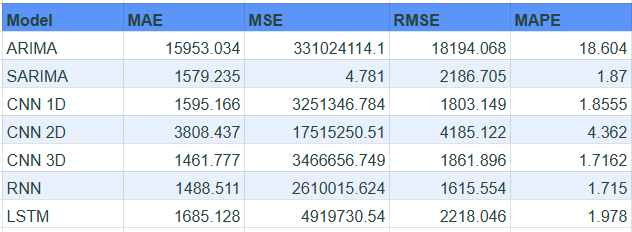 Model MAE MSE RMSE MAPE
ARIMA 15953.034 331024114.1 18194.068 18.604
SARIMA 1579.235 4.781 2186.705 1.87
CNN 1D 1595.166 3251346.784 1803.149 1.8555
CNN 2D 3808.437 17515250.51 4185.122 4.362
CNN 3D 1461.777 3466656.749 1861.896 1.7162
RNN 1488.511 2610015.624 1615.554 1.715
LSTM 1685.128 4919730.54 2218.046 1.978